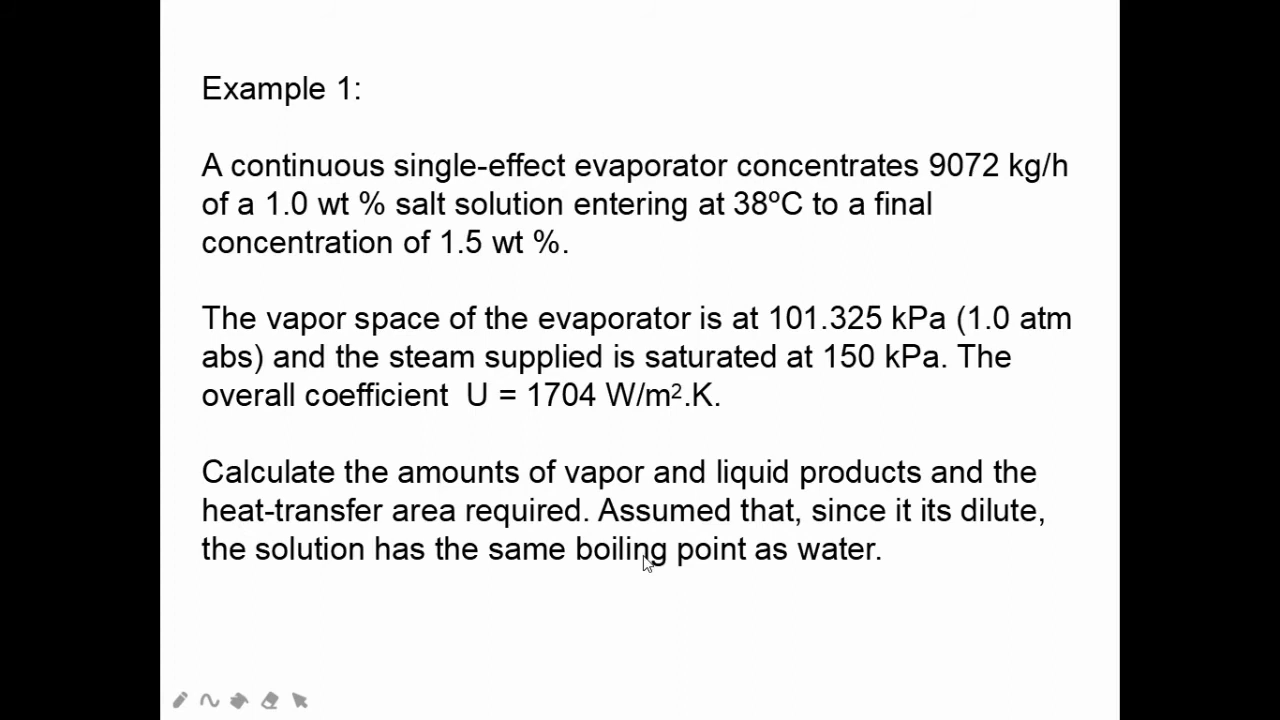 Example 1:
A continuous single-effect evaporator concentrates 9072 kg/h
of a 1.0 wt % salt solution entering at 38ºC to a final
concentration of 1.5 wt %.
The vapor space of the evaporator is at 101.325 kPa (1.0 atm
abs) and the steam supplied is saturated at 150 kPa. The
overall coefficient  U = 1704 W/m².K.
Calculate the amounts of vapor and liquid products and the
heat-transfer area required. Assumed that, since it its dilute,
the solution has the same boiling point as water.